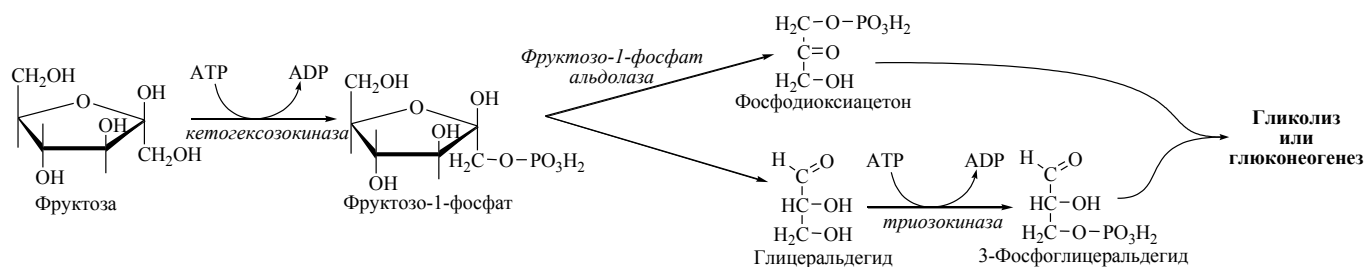 CH₂OH
O
OH
OH
OH
CH₂OH
Фруктоза
ATP
ADP
кетогексозокиназа
CH₂OH
O
OH
OH
OH
H₂C–O–PO₃H₂
Фруктозо-1-фосфат
Фруктозо-1-фосфат
альдолаза
H₂C–O–PO₃H₂
C=O
H₂C–OH
Фосфодиоксиацетон
H
O
C
HC–OH
H₂C–OH
Глицеральдегид
ATP
ADP
триозокиназа
H
O
C
HC–OH
H₂C–O–PO₃H₂
3-Фосфоглицеральдегид
Гликолиз
или
глюконеогенез